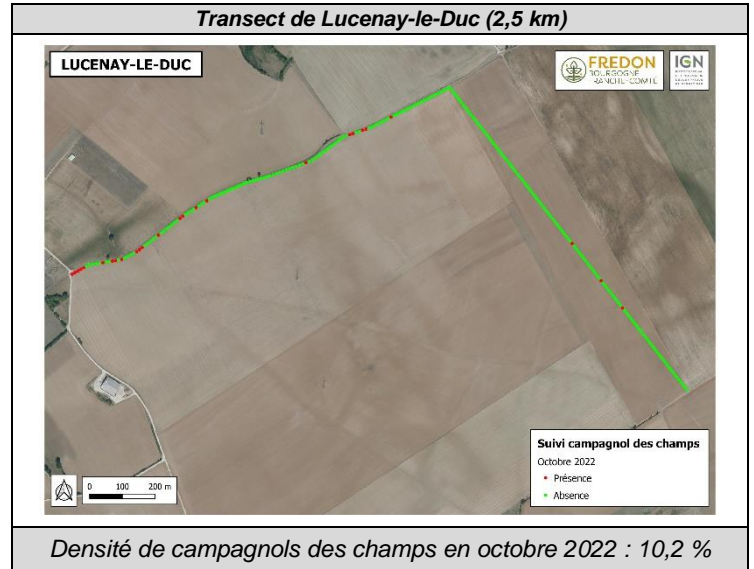 Transect de Lucenay-le-Duc (2,5 km)
LUCENAY-LE-DUC
FREDON
BOURGOGNE
FRANCHE-COMTÉ
IGN
Suivi campagnol des champs
Octobre 2022
Présence
Absence
0 100 200 m
Densité de campagnols des champs en octobre 2022 : 10,2 %